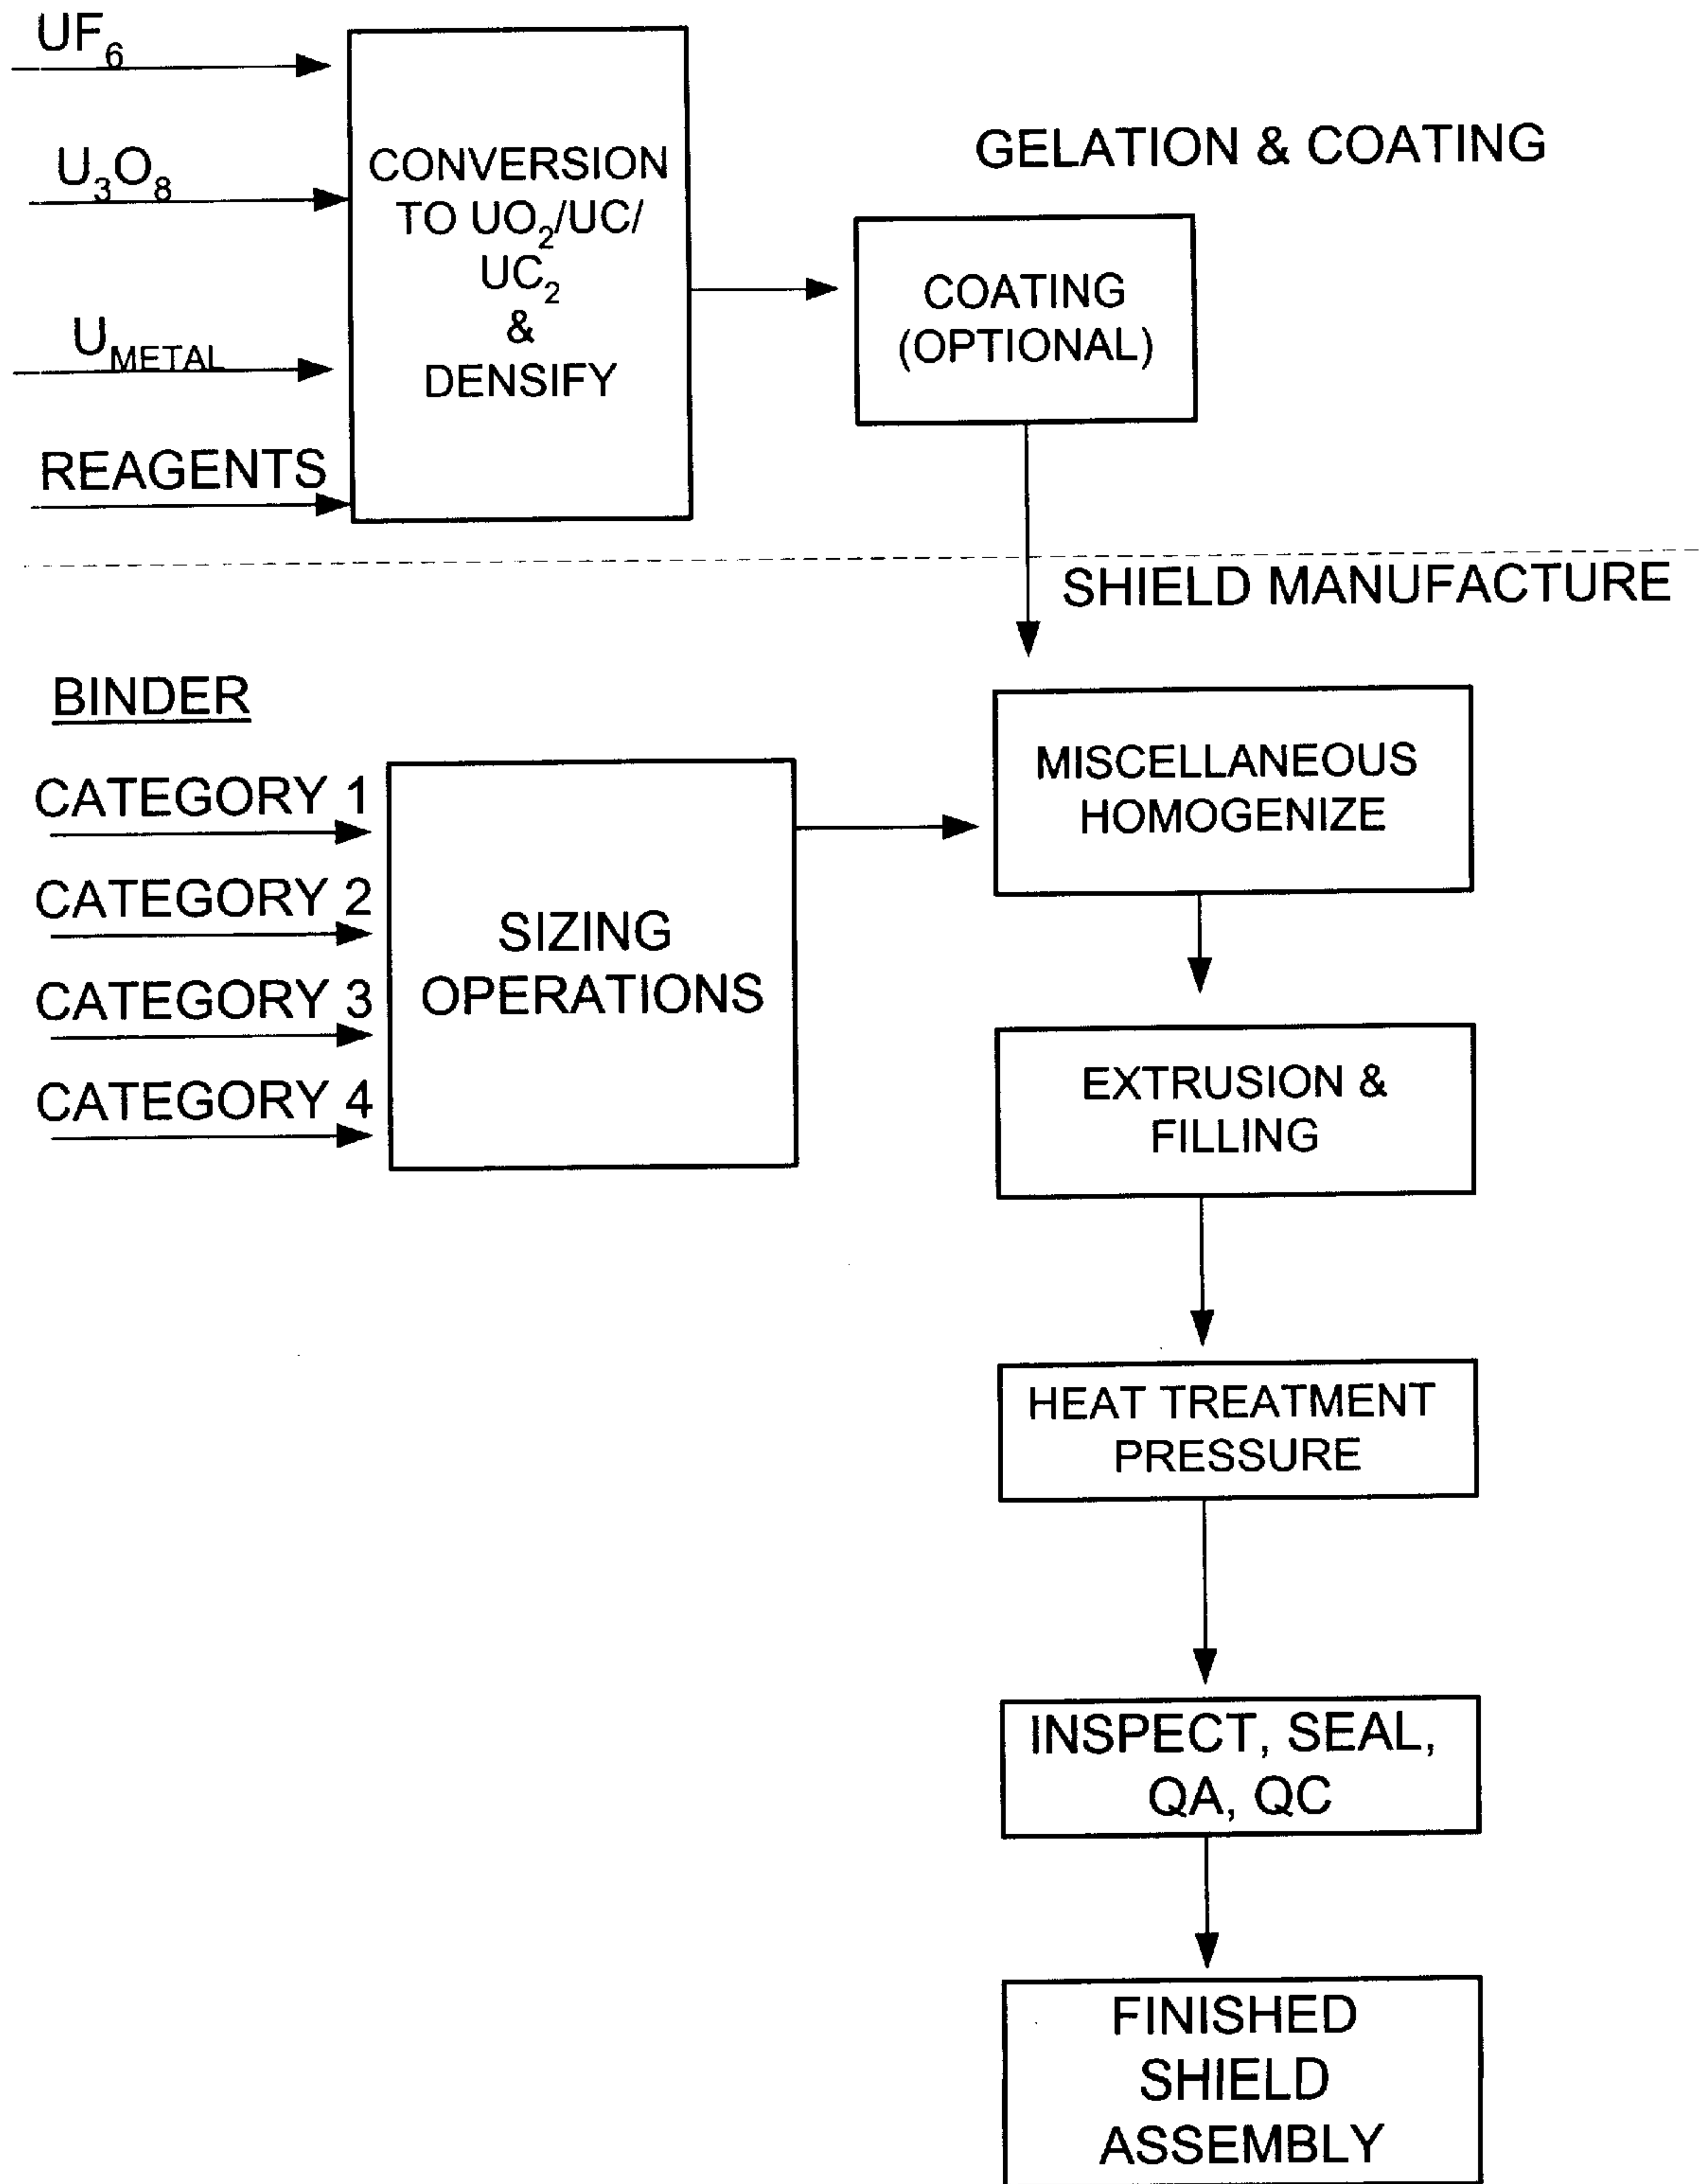 UF₆
U₃O₈
U_METAL
REAGENTS
CONVERSION
TO UO₂/UC/
UC₂
&
DENSIFY
GELATION & COATING
COATING
(OPTIONAL)
SHIELD MANUFACTURE
BINDER
CATEGORY 1
CATEGORY 2
CATEGORY 3
CATEGORY 4
SIZING
OPERATIONS
MISCELLANEOUS
HOMOGENIZE
EXTRUSION &
FILLING
HEAT TREATMENT
PRESSURE
INSPECT, SEAL,
QA, QC
FINISHED
SHIELD
ASSEMBLY